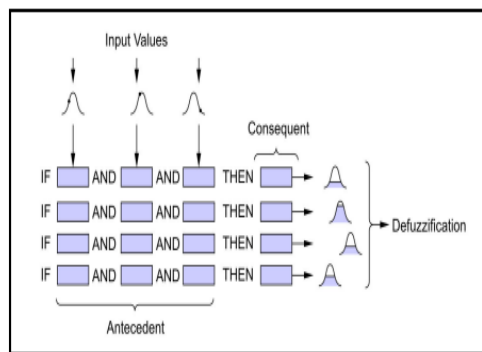 Input Values
Consequent
IF AND AND THEN
IF AND AND THEN
IF AND AND THEN
IF AND AND THEN
Defuzzification
Antecedent